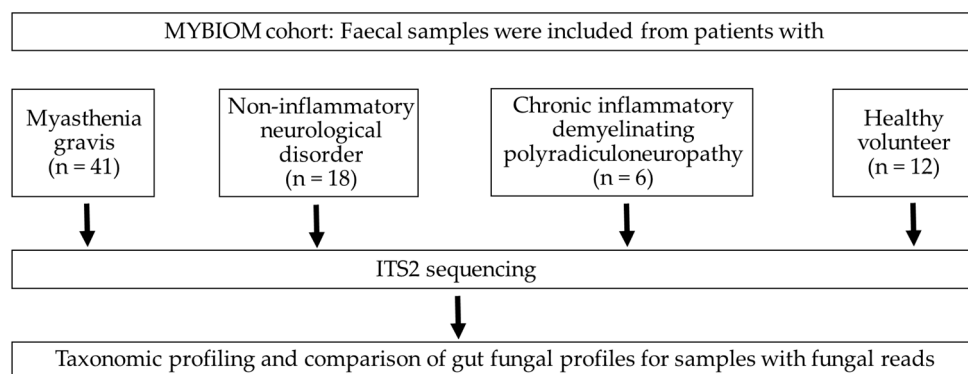 MYBIOM cohort: Faecal samples were included from patients with
Myasthenia
gravis
(n = 41)
Non-inflammatory
neurological
disorder
(n = 18)
Chronic inflammatory
demyelinating
polyradiculoneuropathy
(n = 6)
Healthy
volunteer
(n = 12)
ITS2 sequencing
Taxonomic profiling and comparison of gut fungal profiles for samples with fungal reads